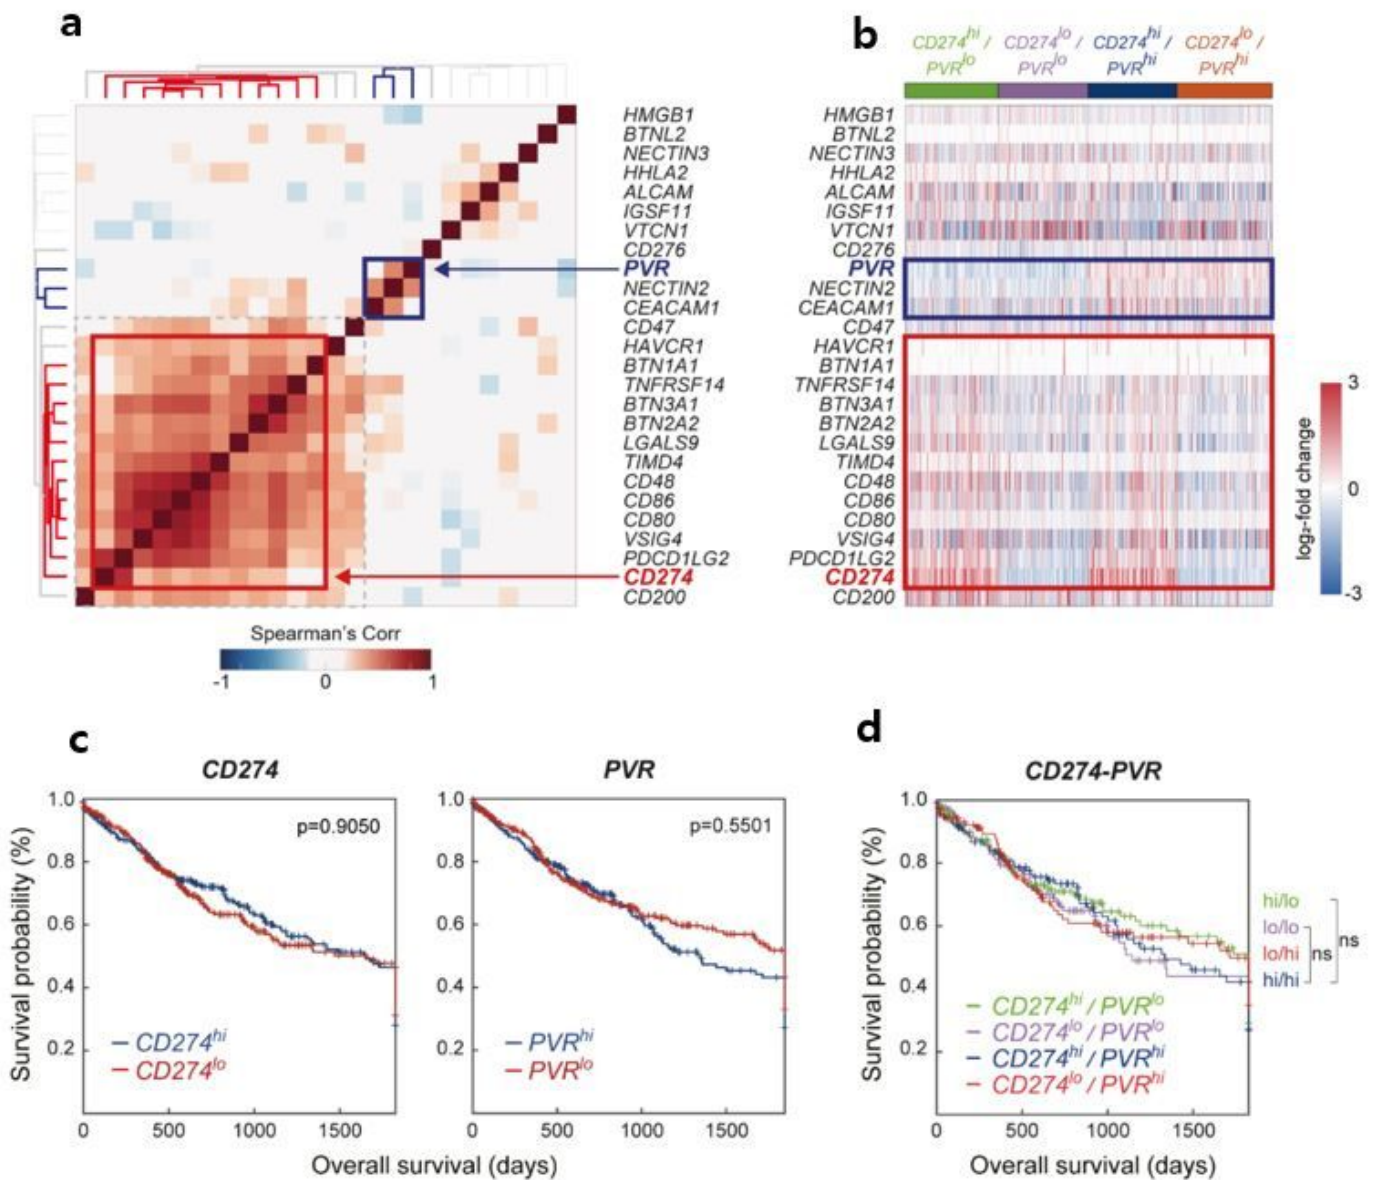 a
HMGB1
BTNL2
NECTIN3
HHLA2
ALCAM
IGSF11
VTCN1
CD276
PVR
NECTIN2
CEACAM1
CD47
HAVCR1
BTN1A1
TNFRSF14
BTN3A1
BTN2A2
LGALS9
TIMD4
CD48
CD86
CD80
VSIG4
PDCD1LG2
CD274
CD200
Spearman's Corr
-1 0 1
b
CD274hi / CD274lo / CD274hi / CD274lo /
PVRlo PVRlo PVRhi PVRhi
HMGB1
BTNL2
NECTIN3
HHLA2
ALCAM
IGSF11
VTCN1
CD276
PVR
NECTIN2
CEACAM1
CD47
HAVCR1
BTN1A1
TNFRSF14
BTN3A1
BTN2A2
LGALS9
TIMD4
CD48
CD86
CD80
VSIG4
PDCD1LG2
CD274
CD200
log₂-fold change
3
0
-3
c
CD274
Survival probability (%)
1.0
0.8
0.6
0.4
0.2
p=0.9050
CD274hi
CD274lo
0 500 1000 1500
PVR
1.0
0.8
0.6
0.4
0.2
p=0.5501
PVRhi
PVRlo
0 500 1000 1500
Overall survival (days)
d
CD274-PVR
Survival probability (%)
1.0
0.8
0.6
0.4
0.2
hi/lo
lo/lo
lo/hi
hi/hi
ns
ns
CD274hi / PVRlo
CD274lo / PVRlo
CD274hi / PVRhi
CD274lo / PVRhi
0 500 1000 1500
Overall survival (days)